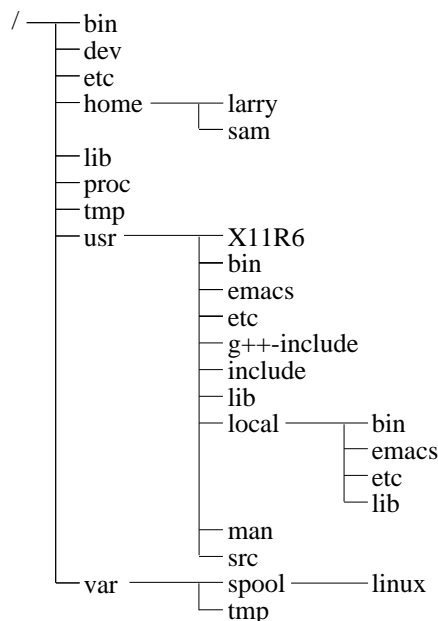 / bin
dev
etc
home larry
sam
lib
proc
tmp
usr X11R6
bin
emacs
etc
g++-include
include
lib
local bin
emacs
etc
lib
man
src
var spool linux
tmp